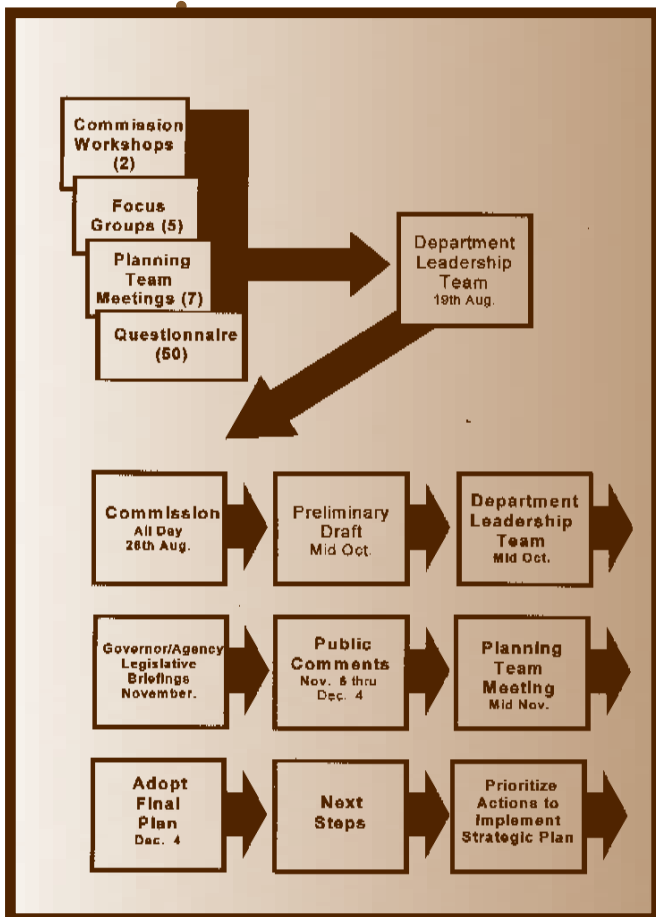 Commission
Workshops
(2)
Focus
Groups (5)
Planning
Team
Meetings (7)
Questionnaire
(50)
Department
Leadership
Team
19th Aug.
Commission
All Day
26th Aug.
Preliminary
Draft
Mid Oct.
Department
Leadership
Team
Mid Oct.
Governor/Agency
Legislative
Briefings
November.
Public
Comments
Nov. 6 thru
Dec. 4
Planning
Team
Meeting
Mid Nov.
Adopt
Final
Plan
Dec. 4
Next
Steps
Prioritize
Actions to
Implement
Strategic Plan